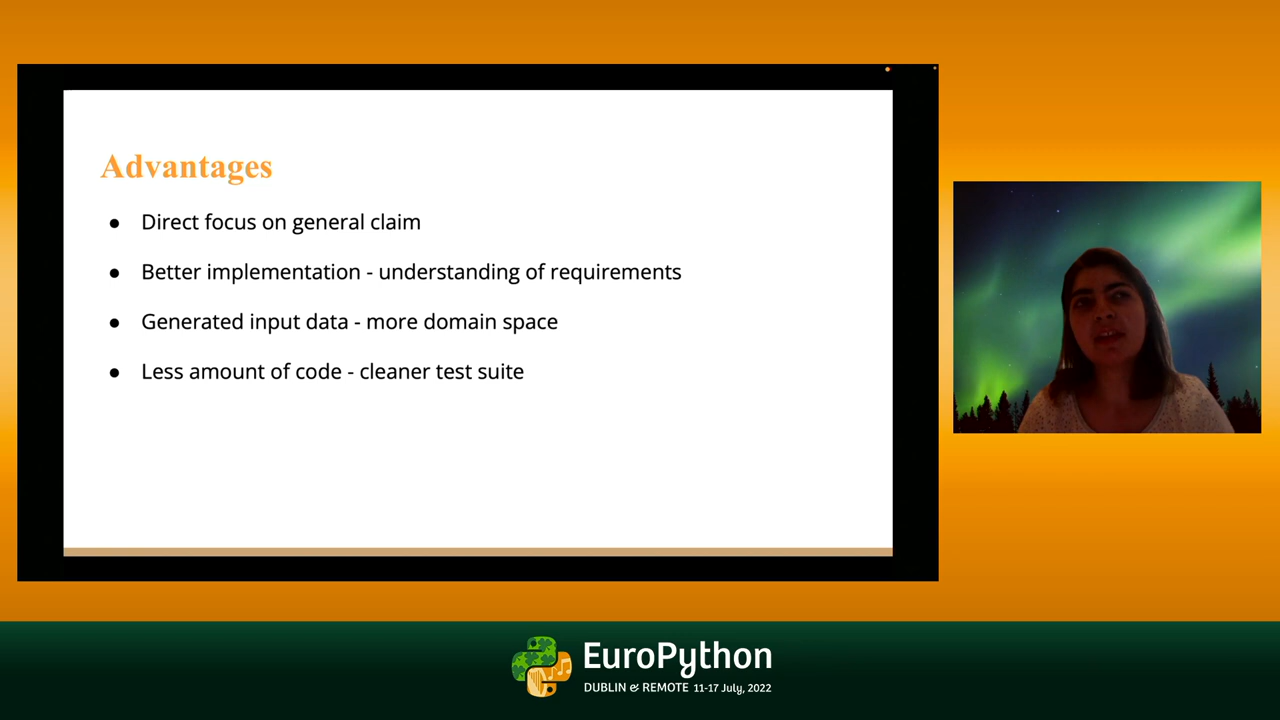 Advantages
● Direct focus on general claim
● Better implementation - understanding of requirements
● Generated input data - more domain space
● Less amount of code - cleaner test suite
EuroPython
DUBLIN & REMOTE 11-17 July, 2022